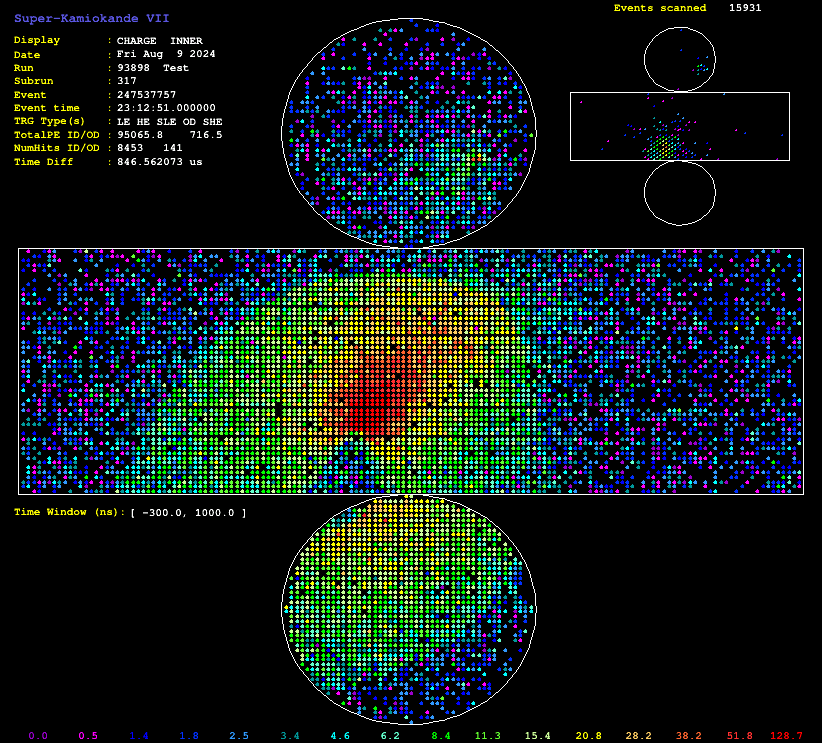 Super-Kamiokande VII
Events scanned 15931
Display : CHARGE INNER
Date : Fri Aug 9 2024
Run : 93898 Test
Subrun : 317
Event : 247537757
Event time : 23:12:51.000000
TRG Type(s) : LE HE SLE OD SHE
TotalPE ID/OD : 95065.8 716.5
NumHits ID/OD : 8453 141
Time Diff : 846.562073 us
Time Window (ns): [ -300.0, 1000.0 ]
0.0 0.5 1.4 1.8 2.5 3.4 4.6 6.2 8.4 11.3 15.4 20.8 28.2 38.2 51.8 128.7